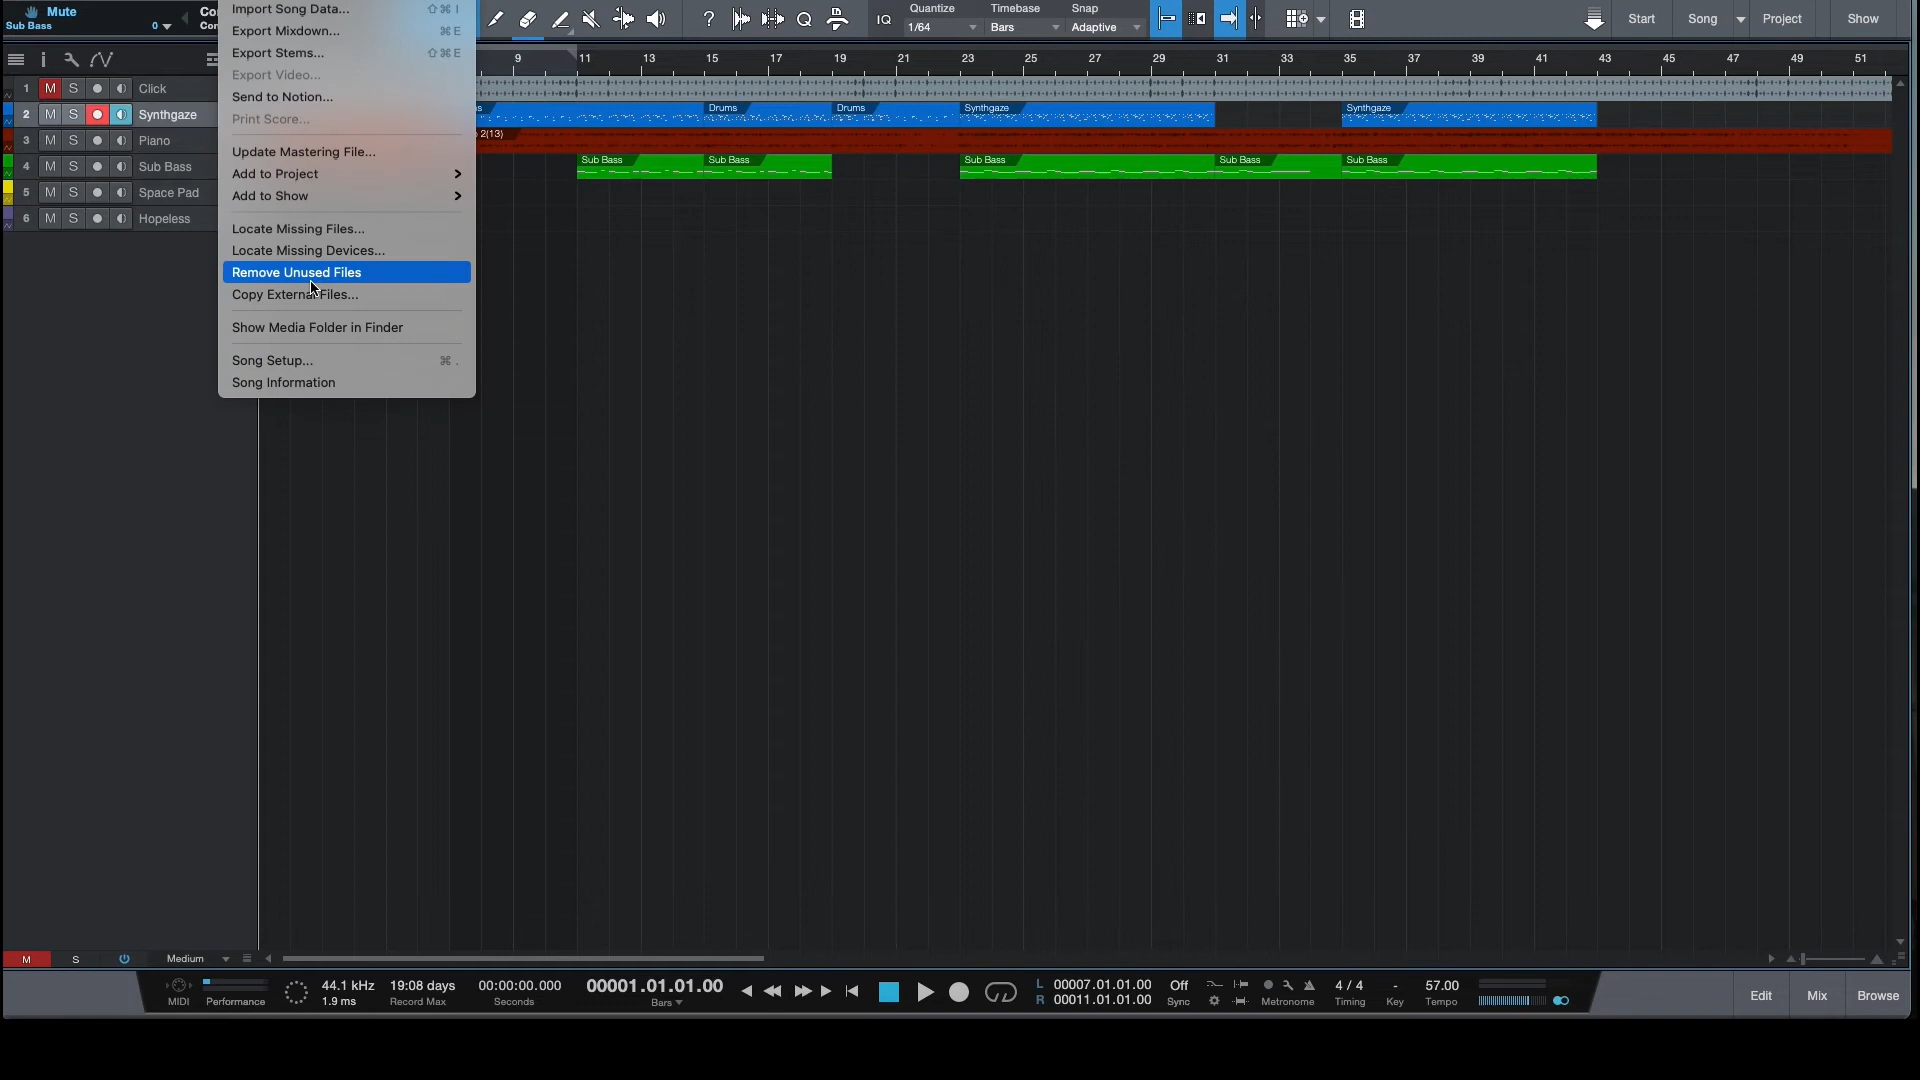 Mute
Sub Bass 0
Import Song Data... ⇧⌘I
Export Mixdown... ⌘E
Export Stems... ⇧⌘E
Export Video...
Send to Notion...
Print Score...
Update Mastering File...
Add to Project
Add to Show
Locate Missing Files...
Locate Missing Devices...
Remove Unused Files
Copy External Files...
Show Media Folder in Finder
Song Setup... ⌘.
Song Information
IQ
Quantize
1/64
Timebase
Bars
Snap
Adaptive
Start
Song
Project
Show
9 11 13 15 17 19 21 23 25 27 29 31 33 35 37 39 41 43 45 47 49 51
1 M S Click
2 M S Synthgaze
3 M S Piano
4 M S Sub Bass
5 M S Space Pad
6 M S Hopeless
Drums Drums Synthgaze Synthgaze
2(13)
Sub Bass Sub Bass Sub Bass Sub Bass Sub Bass
M S Medium
MIDI
Performance
44.1 kHz
1.9 ms
19:08 days
Record Max
00:00:00.000
Seconds
00001.01.01.00
Bars
L 00007.01.01.00
R 00011.01.01.00
Off
Sync
Metronome
4 / 4
Timing
-
Key
57.00
Tempo
Edit
Mix
Browse